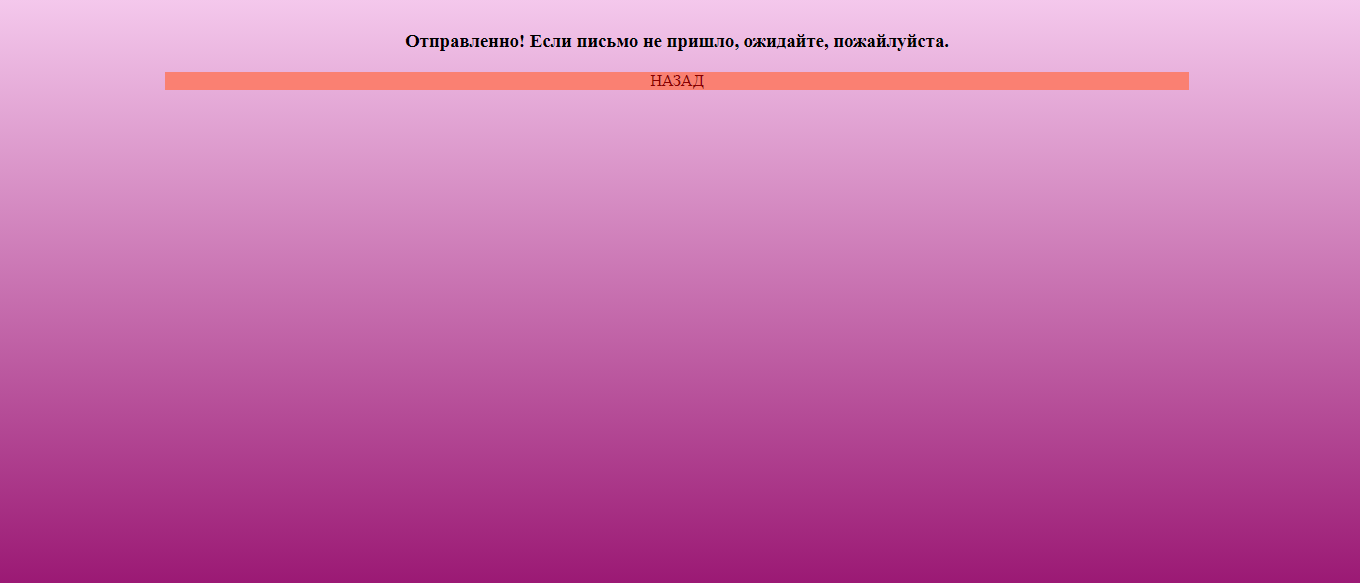 Отправленно! Если письмо не пришло, ожидайте, пожайлуйста.
НАЗАД